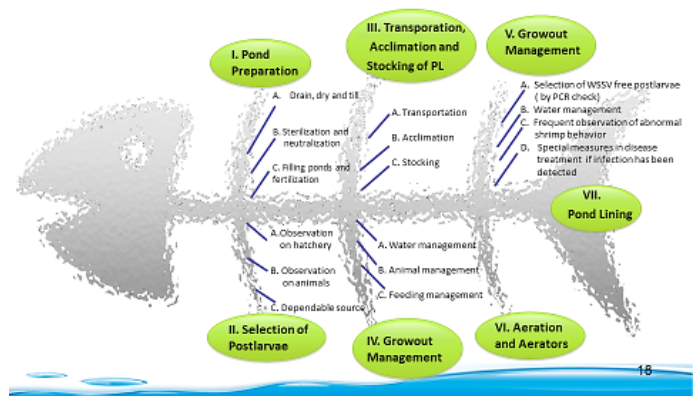 I. Pond
Preparation
A. Drain, dry and till
B. Sterilization and
neutralization
C. Filling ponds and
fertilization
II. Selection of
Postlarvae
A.Observation
on hatchery
B. Observation
on animals
C. Dependable source
III. Transporation,
Acclimation and
Stocking of PL
A. Transportation
B. Acclimation
C. Stocking
IV. Growout
Management
A. Water management
B. Animal management
C. Feeding management
V. Growout
Management
A. Selection of WSSV free postlarvae
( by PCR check)
B. Water management
C. Frequent observation of abnormal
shrimp behavior
D. Special measures in disease
treatment if infection has been
detected
VI. Aeration
and Aerators
VII.
Pond Lining
18